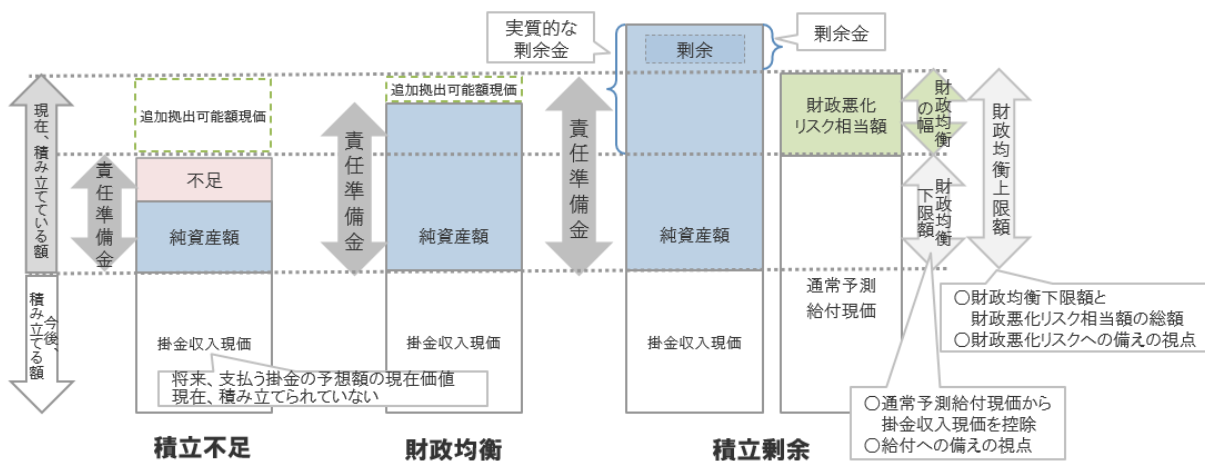 実質的な
剰余金
剰余
剰余金
現在、積み立てている額
追加拠出可能額現価
責任準備金
不足
純資産額
追加拠出可能額現価
責任準備金
純資産額
責任準備金
純資産額
財政悪化
リスク相当額
財政均衡
の幅
財政均衡
下限額
財政均衡上限額
今後、
積み立てる額
掛金収入現価
将来、支払う掛金の予想額の現在価値
現在、積み立てられていない
掛金収入現価
掛金収入現価
通常予測
給付現価
○財政均衡下限額と
財政悪化リスク相当額の総額
○財政悪化リスクへの備えの視点
○通常予測給付現価から
掛金収入現価を控除
○給付への備えの視点
積立不足
財政均衡
積立剰余